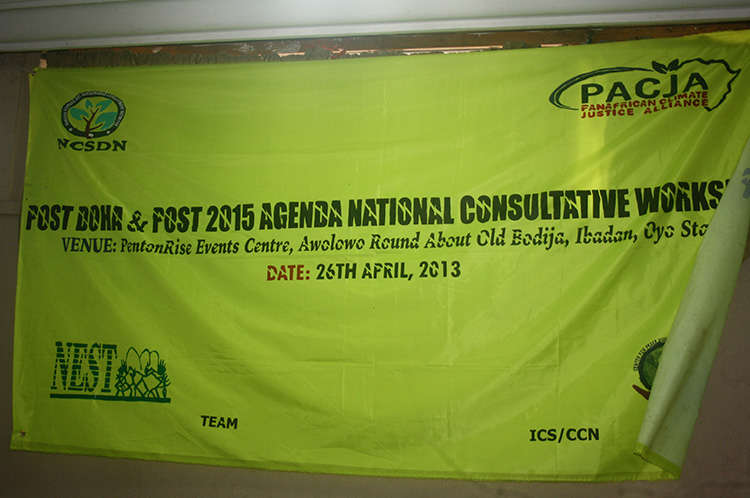 NCSDN
PACJA
PANAFRICAN CLIMATE
JUSTICE ALLIANCE
POST DOHA & POST 2015 AGENDA NATIONAL CONSULTATIVE WORKS
VENUE: PentonRise Events Centre, Awolowo Round About Old Bodija, Ibadan, Oyo Sta
DATE: 26TH APRIL, 2013
NEST
TEAM
ICS/CCN